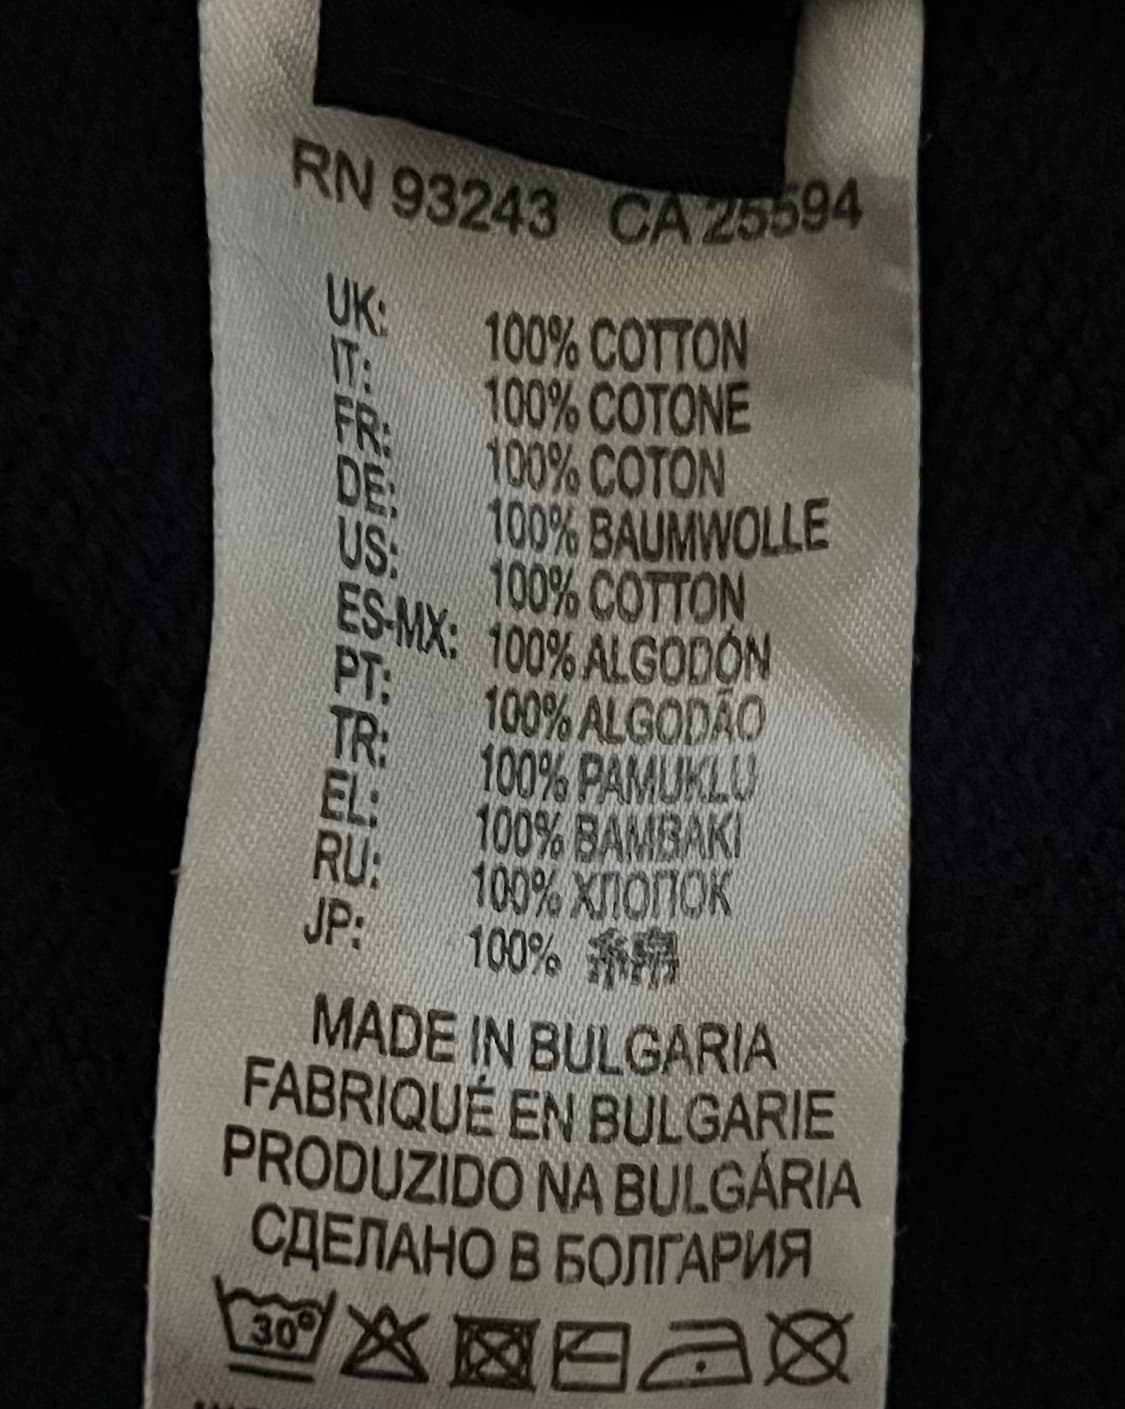 RN 93243 CA 25594
UK: 100% COTTON
IT: 100% COTONE
FR: 100% COTON
DE: 100% BAUMWOLLE
US: 100% COTTON
ES-MX: 100% ALGODÓN
PT: 100% ALGODÃO
TR: 100% PAMUKLU
EL: 100% BAMBAKI
RU: 100% ХЛОПОК
JP: 100% 綿
MADE IN BULGARIA
FABRIQUÉ EN BULGARIE
PRODUZIDO NA BULGÁRIA
СДЕЛАНО В БОЛГАРИЯ
30°